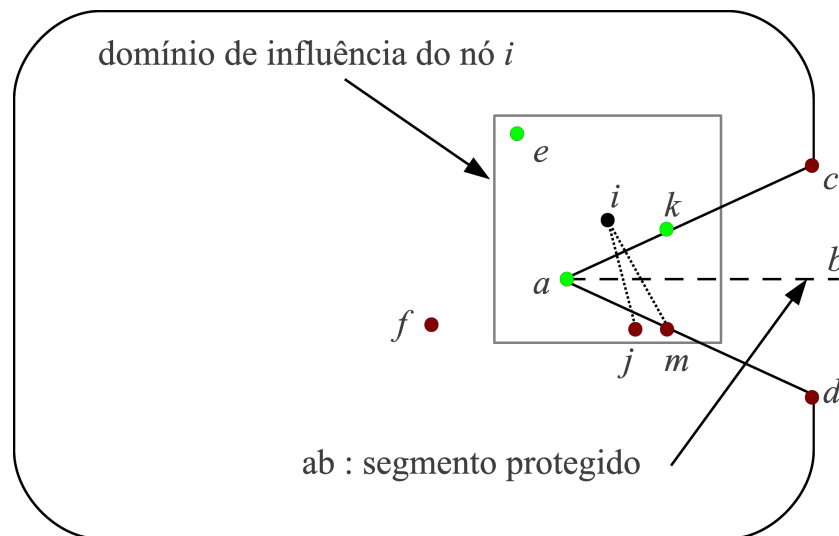 domínio de influência do nó i
e
c
i
k
b
a
f
j
m
d
ab : segmento protegido